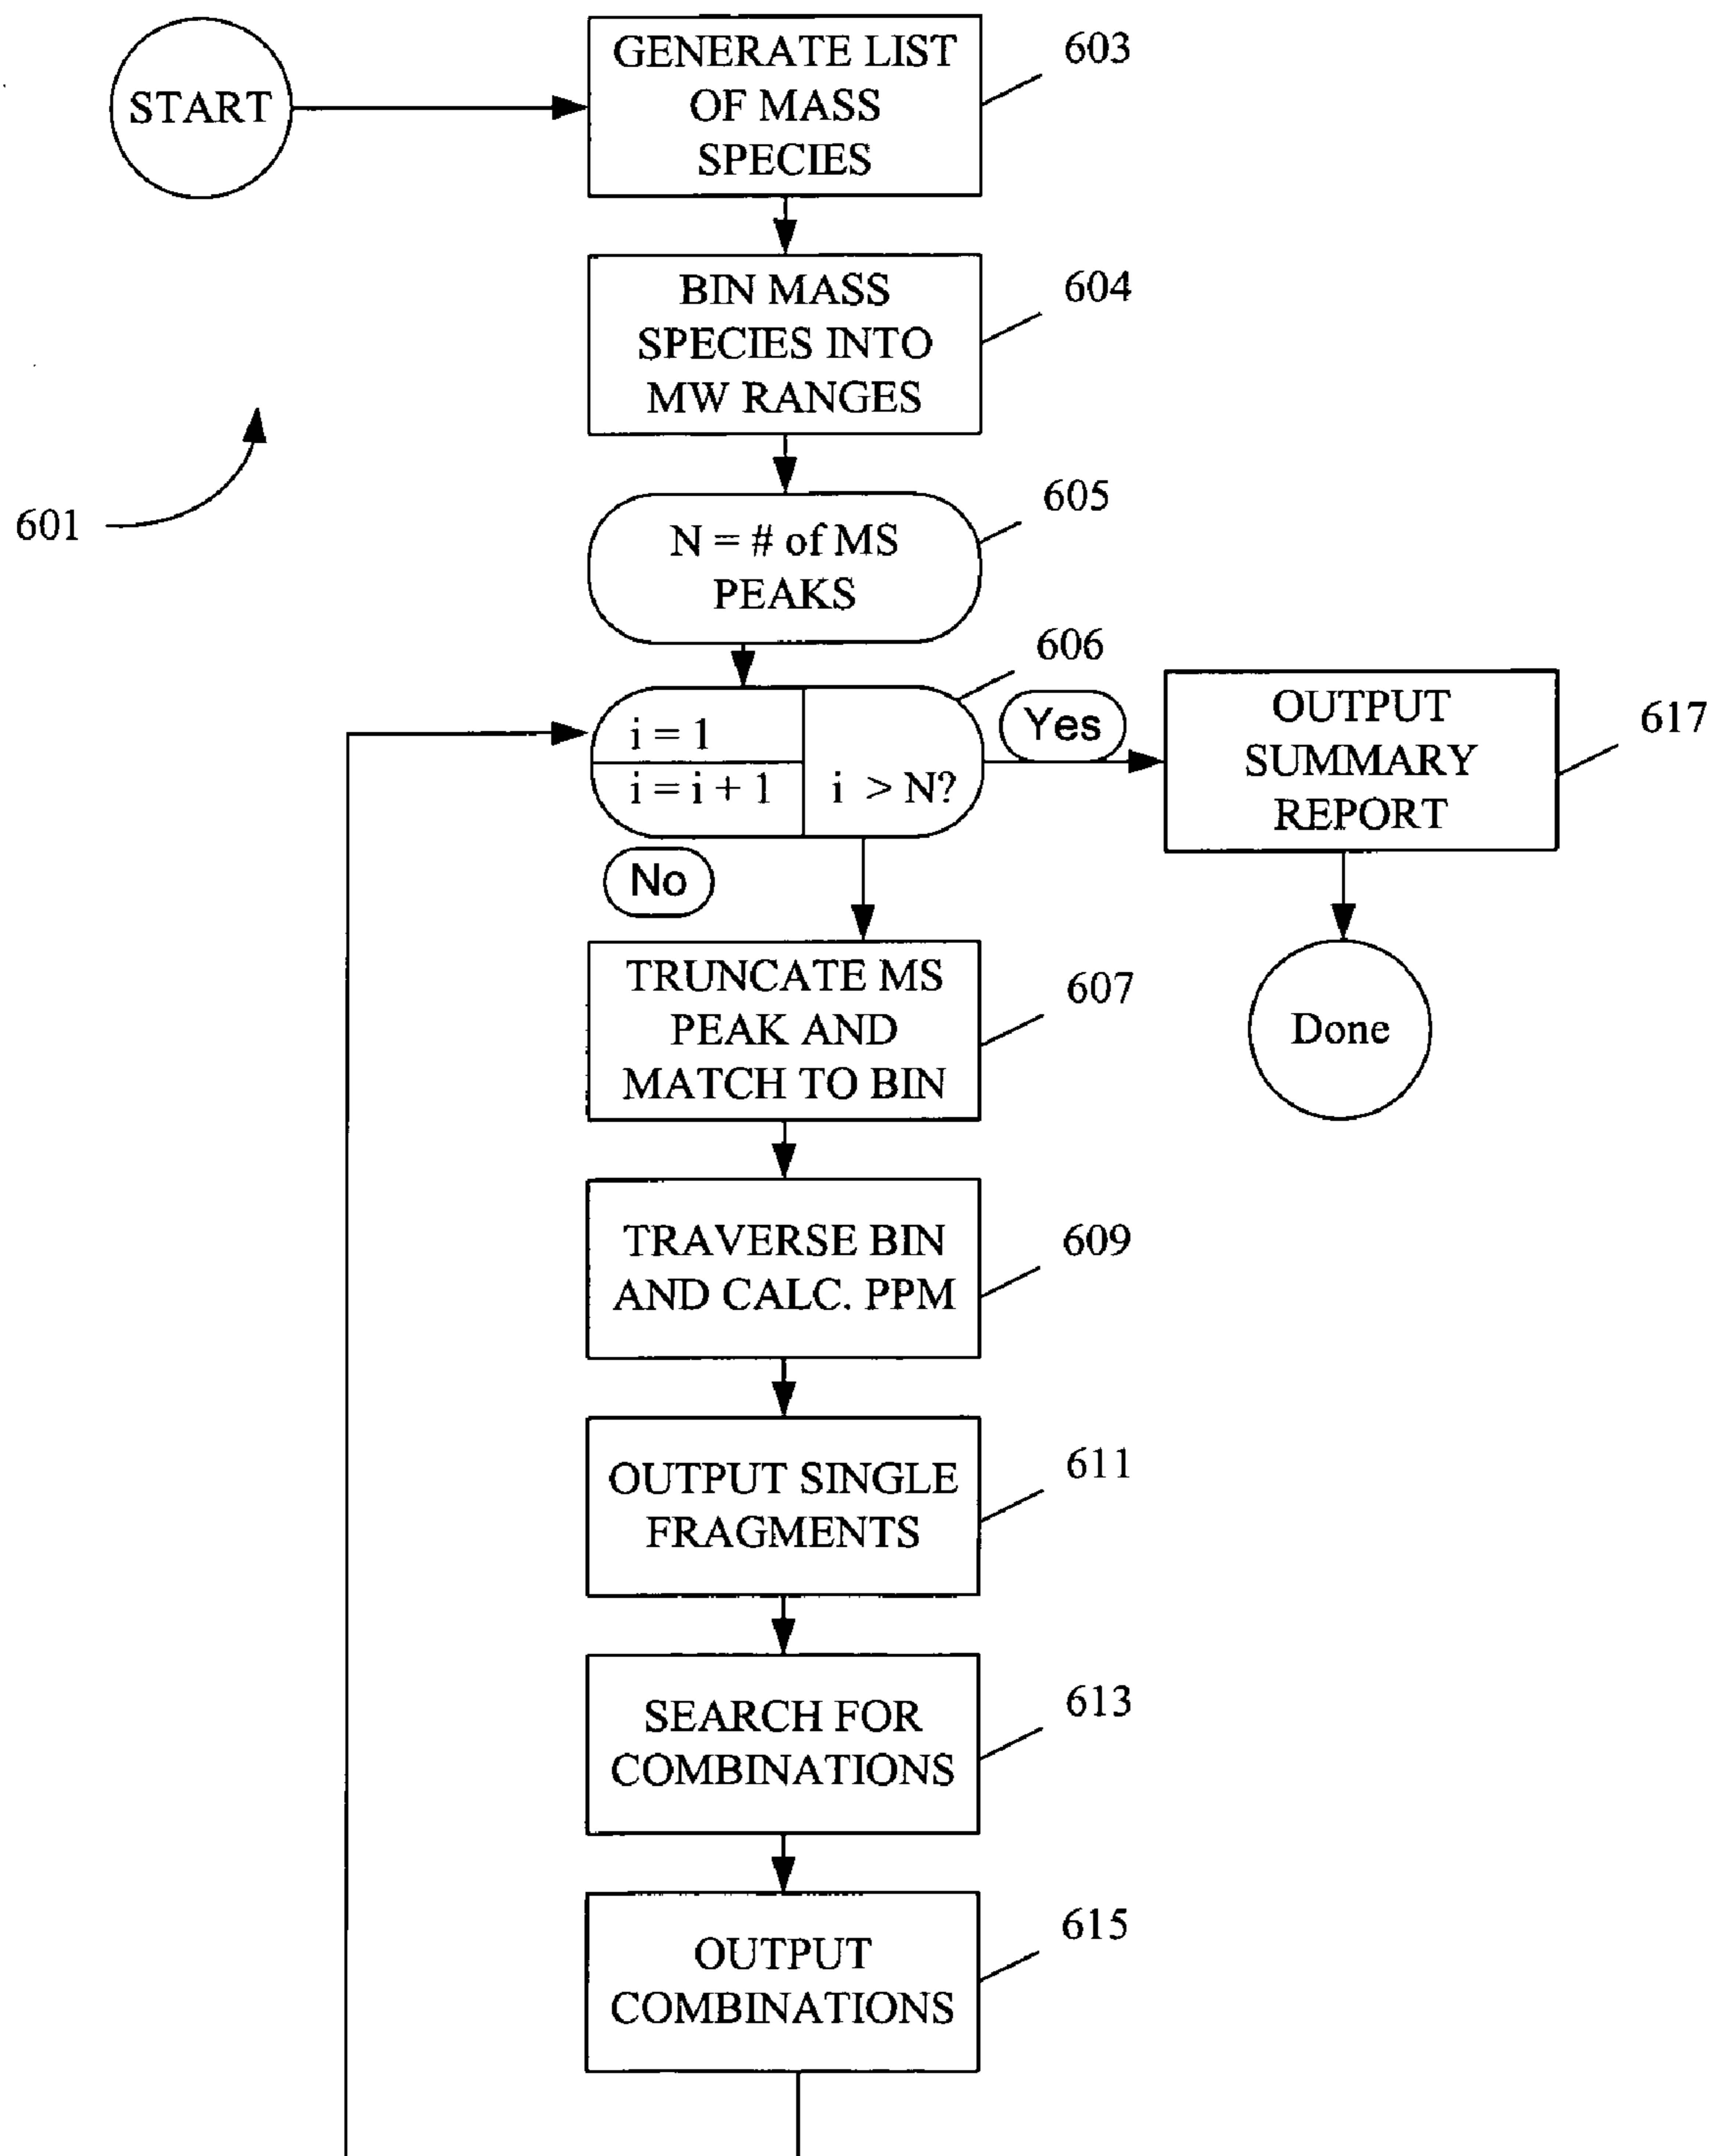 START
GENERATE LIST
OF MASS
SPECIES
603
BIN MASS
SPECIES INTO
MW RANGES
604
601
N = # of MS
PEAKS
605
606
i = 1
i = i + 1
i > N?
Yes
OUTPUT
SUMMARY
REPORT
617
No
Done
TRUNCATE MS
PEAK AND
MATCH TO BIN
607
TRAVERSE BIN
AND CALC. PPM
609
OUTPUT SINGLE
FRAGMENTS
611
SEARCH FOR
COMBINATIONS
613
OUTPUT
COMBINATIONS
615